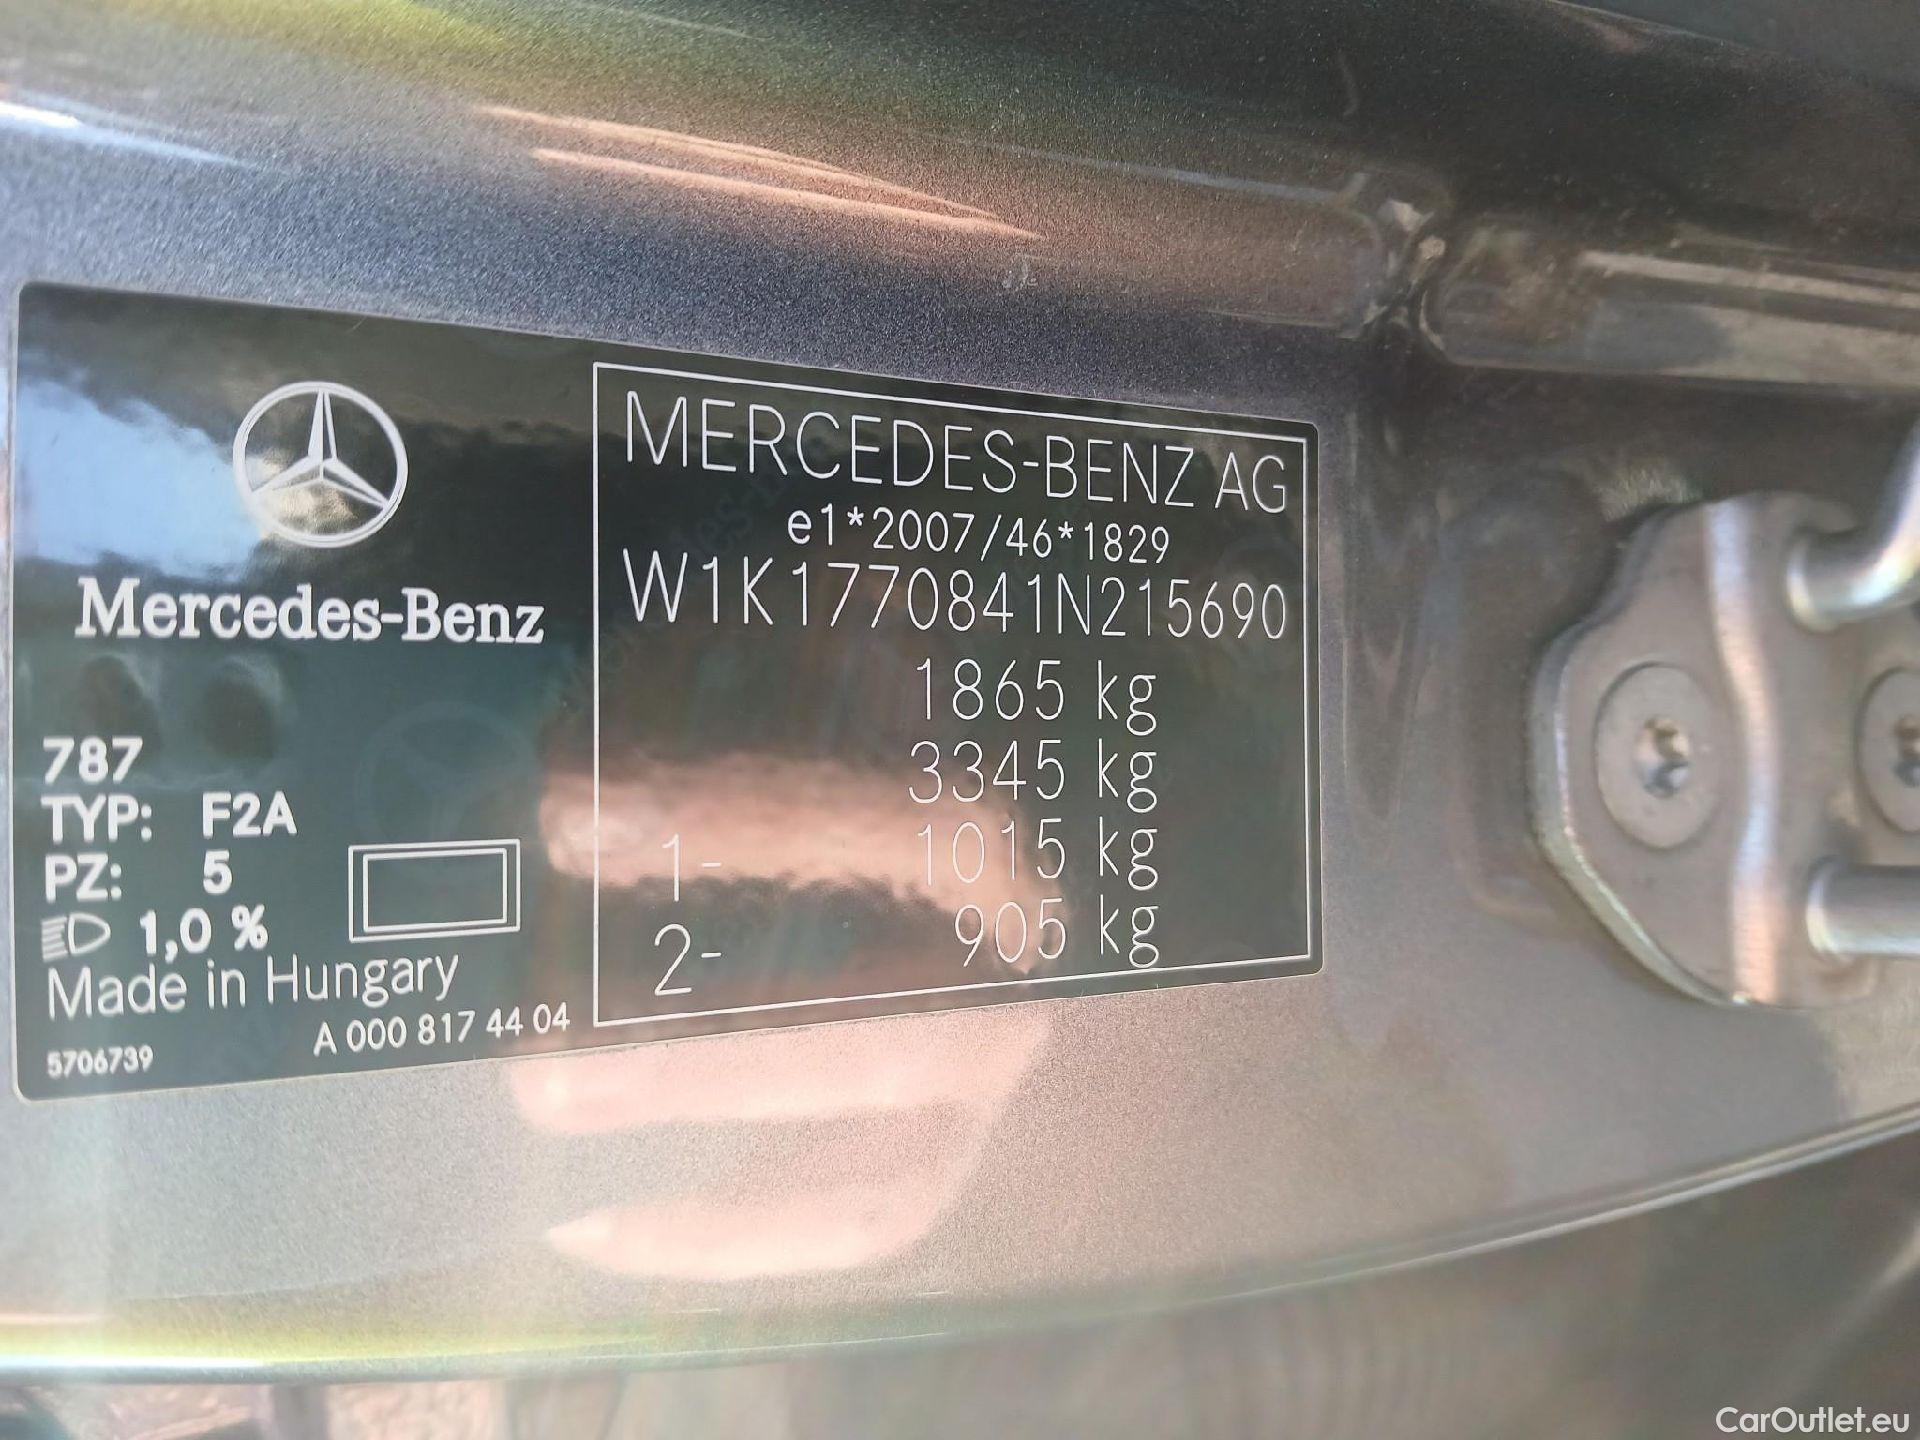 Mercedes-Benz
787
TYP: F2A
PZ: 5
1,0 %
Made in Hungary
A 000 817 44 04
5706739
MERCEDES-BENZ AG
e1*2007/46*1829
W1K1770841N215690
1865 kg
3345 kg
1- 1015 kg
2- 905 kg
CarOutlet.eu